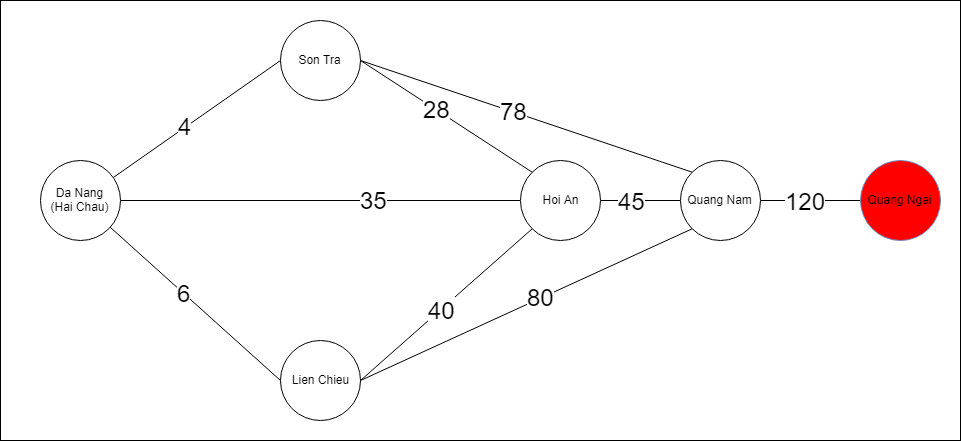 Son Tra
28
78
4
Da Nang
(Hai Chau)
35
Hoi An
45
Quang Nam
120
Quang Ngai
6
40
80
Lien Chieu